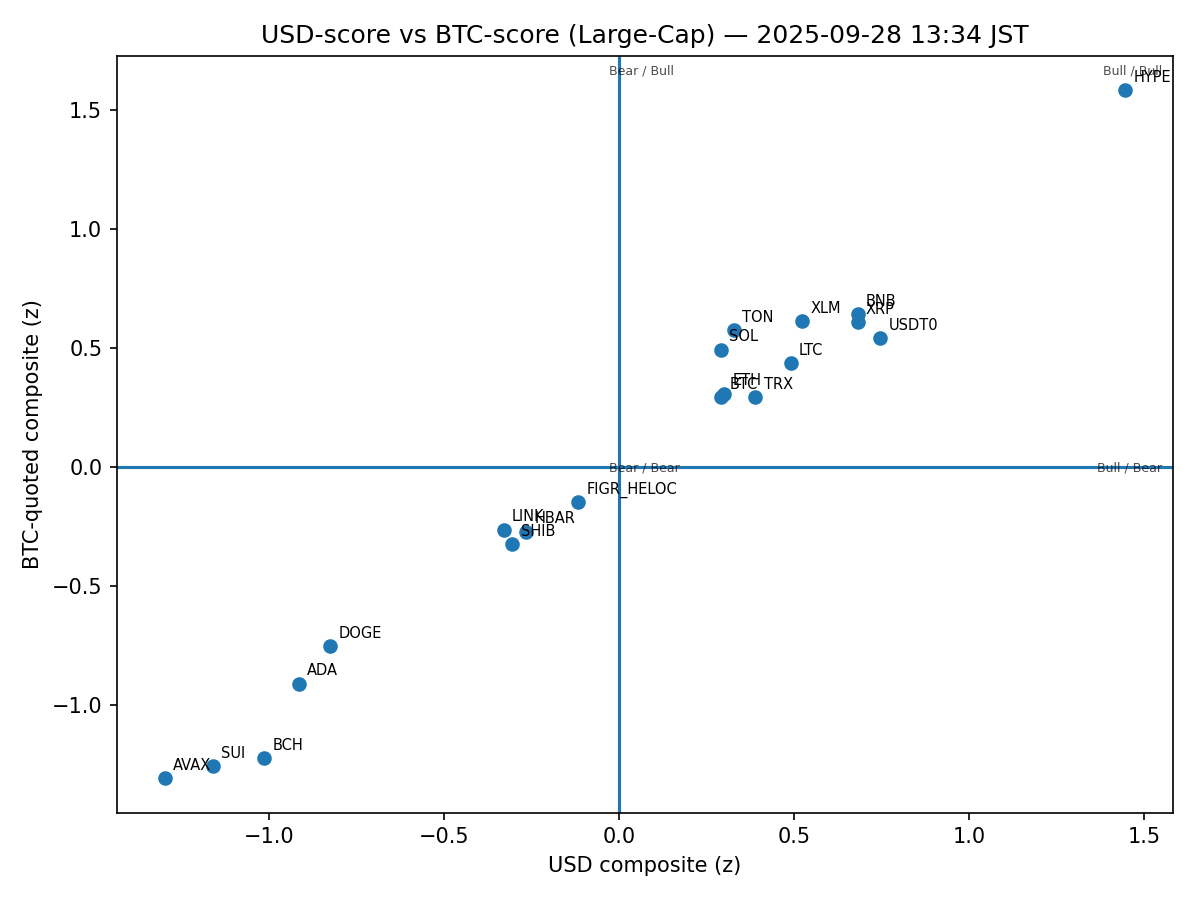 USD-score vs BTC-score (Large-Cap) — 2025-09-28 13:34 JST
Bear / Bull
Bull / Bull
HYPE
1.5
1.0
BNB
XRP
XLM
TON
USDT0
0.5
SOL
LTC
ETH
BTC
TRX
0.0
Bear / Bear
Bull / Bear
FIGR_HELOC
LINK
HBAR
SHIB
−0.5
DOGE
ADA
−1.0
BCH
SUI
AVAX
−1.0
−0.5
0.0
0.5
1.0
1.5
USD composite (z)
BTC-quoted composite (z)